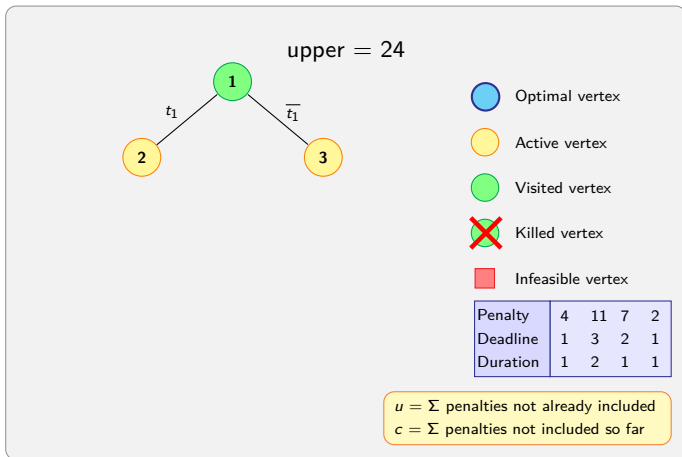 upper = 24
1
t₁ t₁̅
2 3
Optimal vertex
Active vertex
Visited vertex
Killed vertex
Infeasible vertex
Penalty 4 11 7 2
Deadline 1 3 2 1
Duration 1 2 1 1
u = Σ penalties not already included
c = Σ penalties not included so far